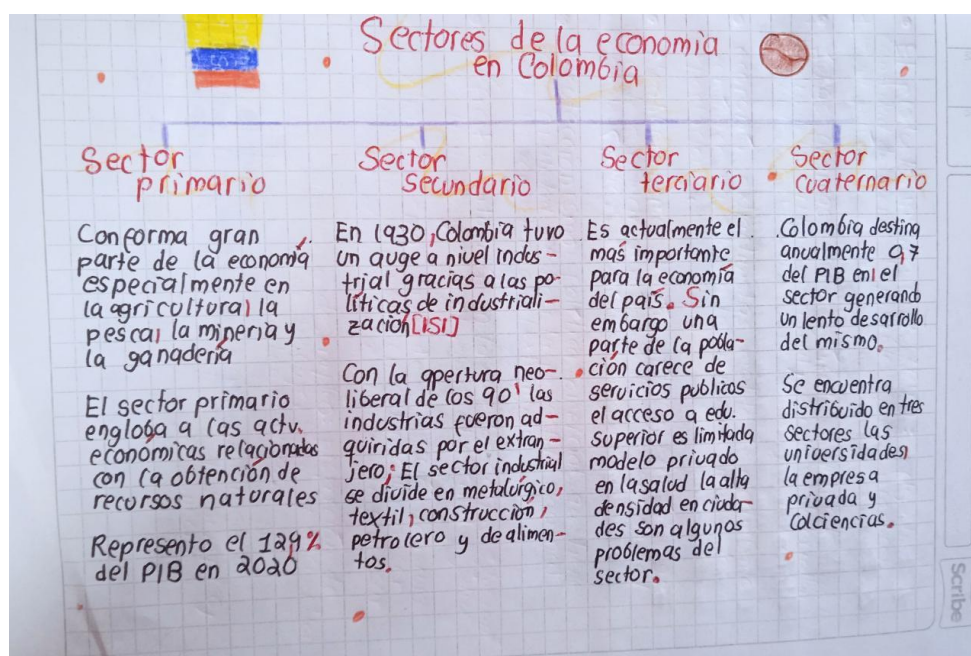 Sectores de la economia
en Colombia
Sector
primario
Conforma gran
parte de la economía
especialmente en
la agricultura, la
pesca, la mineria y
la ganadería
El sector primario
engloba a las actv.
económicas relacionadas
con la obtención de
recursos naturales
Represento el 12,9%
del PIB en 2020
Sector
secundario
En 1930, Colombia tuvo
un auge a nivel indus-
trial gracias a las po-
líticas de industriali-
zación [ISI]
Con la apertura neo-
liberal de los 90' las
industrias fueron ad-
quiridas por el extran-
jero; El sector industrial
se divide en metalúrgico,
textil, construcción,
petrolero y de alimen-
tos.
Sector
terciario
Es actualmente el
más importante
para la economía
del país. Sin
embargo una
parte de la pobla-
ción carece de
servicios publicos
el acceso a edu.
superior es limitada
modelo privado
en la salud la alta
densidad en ciuda-
des son algunos
problemas del
sector.
Sector
cuaternario
Colombia destina
anualmente 0,7
del PIB en el
sector generando
un lento desarrollo
del mismo.
Se encuentra
distribuido en tres
sectores las
universidades,
la empresa
privada y
Colciencias.
Scribe